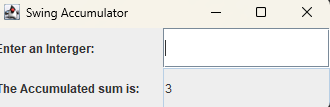 Swing Accumulator
Enter an Interger:
The Accumulated sum is: 3